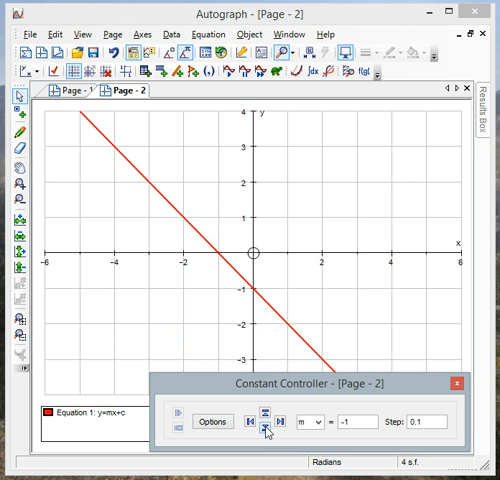 Autograph - [Page - 2]
File Edit View Page Axes Data Equation Object Window Help
Page - 1 Page - 2
Results Box
y
4
3
2
1
x
-6 -4 -2 0 2 4 6
-1
-2
-3
Equation 1: y=mx+c
Constant Controller - [Page - 2]
Options m = -1 Step: 0.1
Radians 4 s.f.